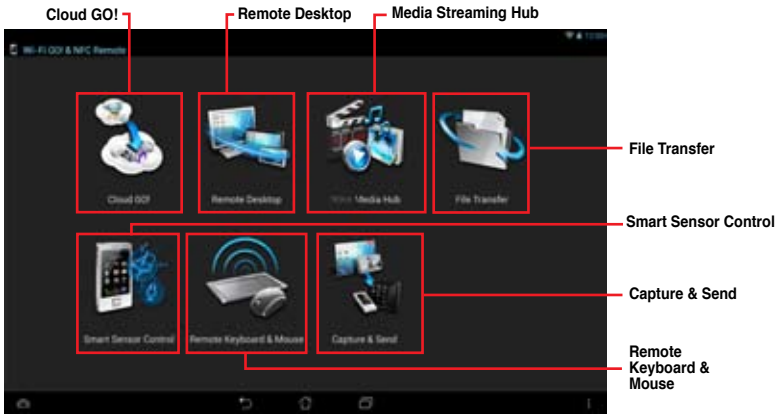 Cloud GO!
Remote Desktop
Media Streaming Hub
Wi-Fi GO! & NFC Remote
Cloud GO!
Remote Desktop
Media Hub
File Transfer
File Transfer
Smart Sensor Control
Smart Sensor Control
Remote Keyboard & Mouse
Capture & Send
Capture & Send
Remote
Keyboard &
Mouse